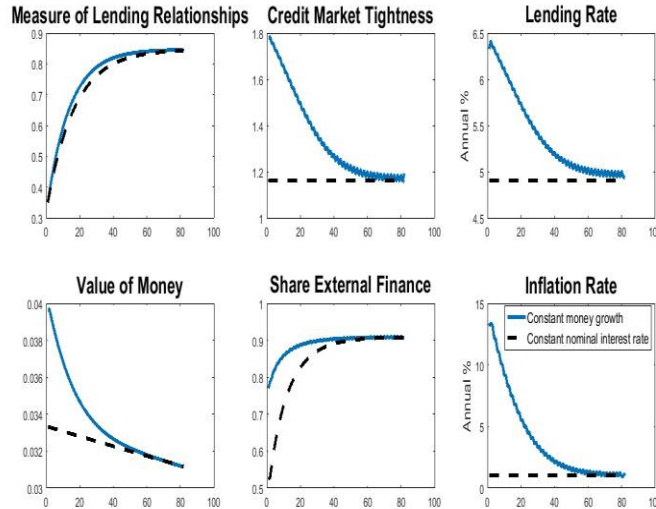 Measure of Lending Relationships
0.9
0.8
0.7
0.6
0.5
0.4
0.3
0 20 40 60 80 100
Credit Market Tightness
1.8
1.6
1.4
1.2
1
0 20 40 60 80 100
Lending Rate
Annual %
6.5
6
5.5
5
4.5
0 20 40 60 80 100
Value of Money
0.04
0.038
0.036
0.034
0.032
0.03
0 20 40 60 80 100
Share External Finance
1
0.9
0.8
0.7
0.6
0.5
0 20 40 60 80 100
Inflation Rate
Annual %
15
10
5
0
0 20 40 60 80 100
Constant money growth
Constant nominal interest rate